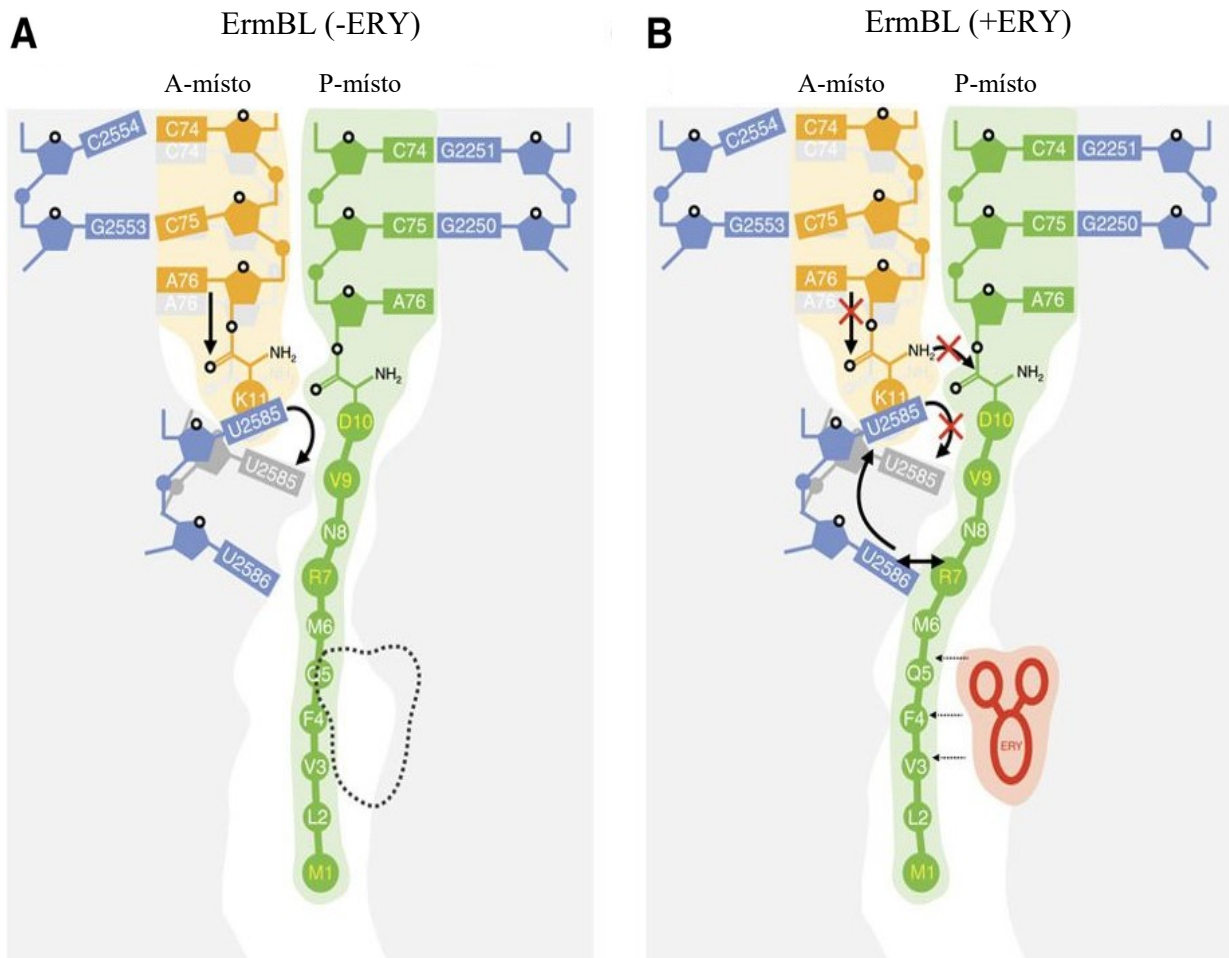 A
ErmBL (-ERY)
A-místo
P-místo
C2554
C74
C74
C74
G2251
G2553
C75
C75
G2250
A76
A76
A76
NH₂
NH₂
K11
U2585
D10
U2585
V9
N8
U2586
R7
M6
Q5
F4
V3
L2
M1
B
ErmBL (+ERY)
A-místo
P-místo
C2554
C74
C74
C74
G2251
G2553
C75
C75
G2250
A76
A76
A76
NH₂
NH₂
K11
U2585
D10
U2585
V9
N8
U2586
R7
M6
Q5
F4
ERY
V3
L2
M1